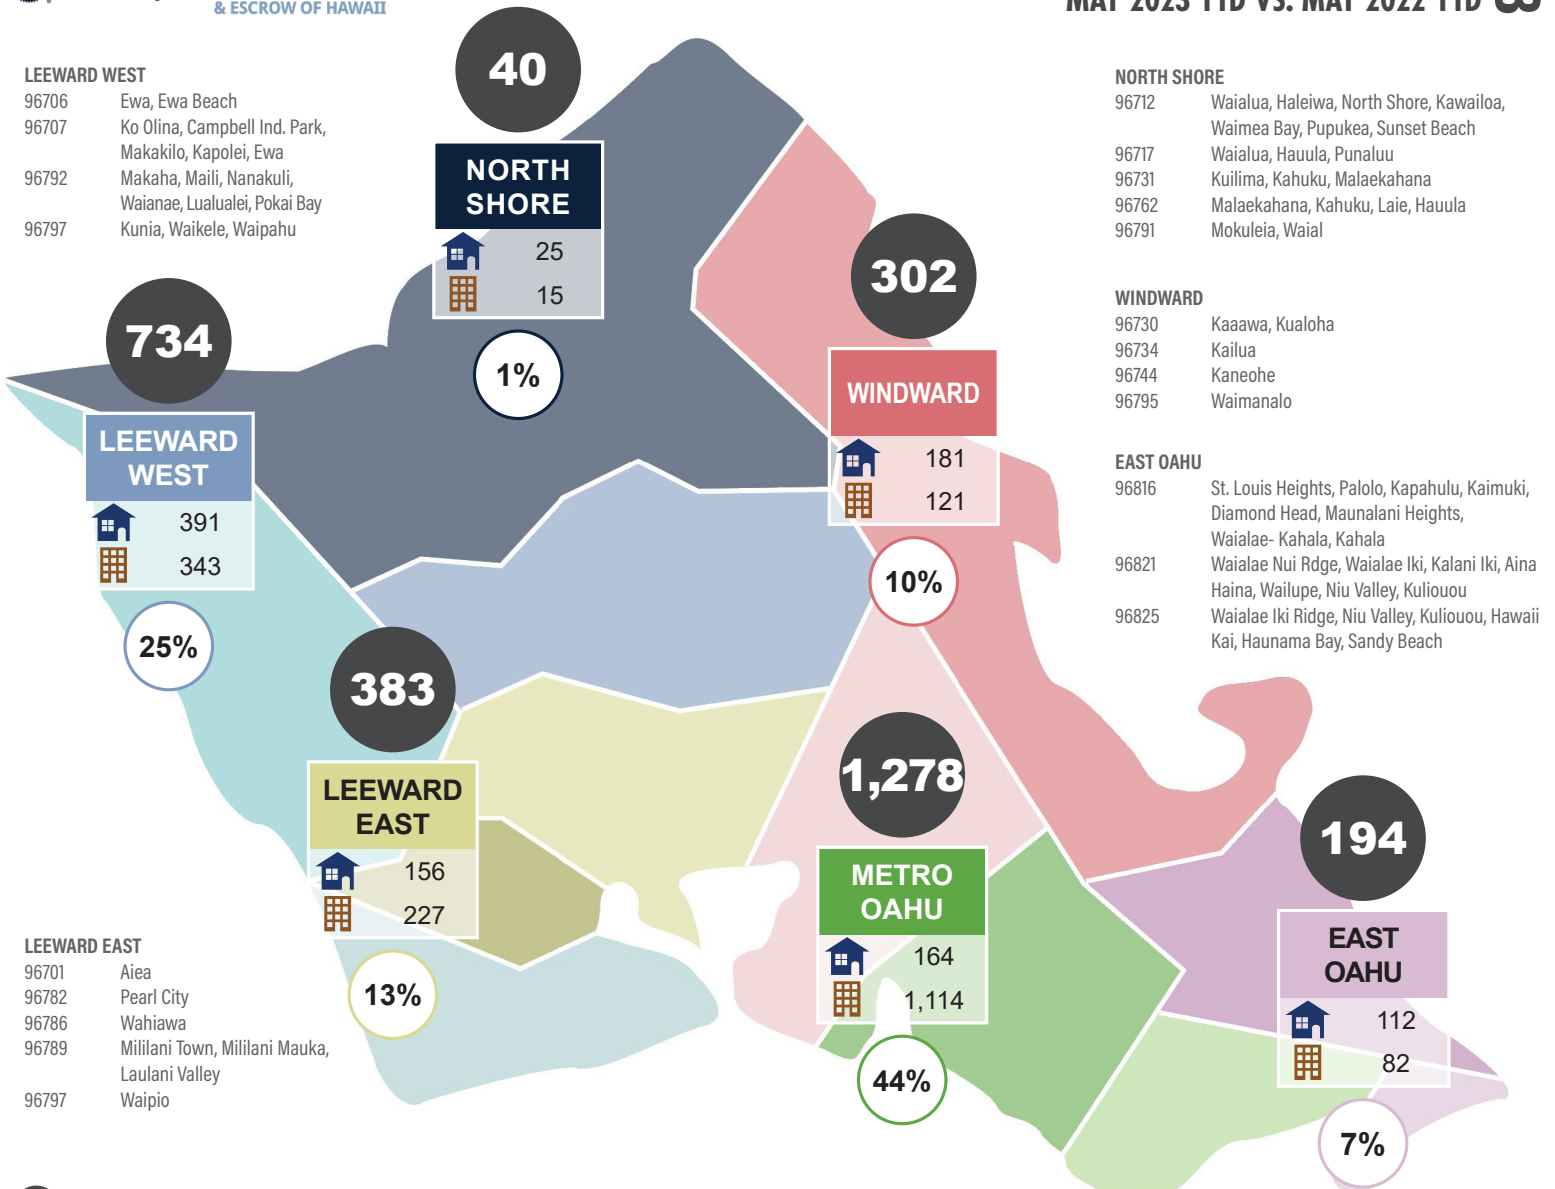 & ESCROW OF HAWAII
MAY 2023 YTD VS. MAY 2022 YTD
LEEWARD WEST
96706 Ewa, Ewa Beach
96707 Ko Olina, Campbell Ind. Park,
Makakilo, Kapolei, Ewa
96792 Makaha, Maili, Nanakuli,
Waianae, Lualualei, Pokai Bay
96797 Kunia, Waikele, Waipahu
40
NORTH
SHORE
25
15
1%
NORTH SHORE
96712 Waialua, Haleiwa, North Shore, Kawailoa,
Waimea Bay, Pupukea, Sunset Beach
96717 Waialua, Hauula, Punaluu
96731 Kuilima, Kahuku, Malaekahana
96762 Malaekahana, Kahuku, Laie, Hauula
96791 Mokuleia, Waial
WINDWARD
96730 Kaaawa, Kualoha
96734 Kailua
96744 Kaneohe
96795 Waimanalo
EAST OAHU
96816 St. Louis Heights, Palolo, Kapahulu, Kaimuki,
Diamond Head, Maunalani Heights,
Waialae- Kahala, Kahala
96821 Waialae Nui Rdge, Waialae Iki, Kalani Iki, Aina
Haina, Wailupe, Niu Valley, Kuliouou
96825 Waialae Iki Ridge, Niu Valley, Kuliouou, Hawaii
Kai, Haunama Bay, Sandy Beach
734
LEEWARD
WEST
391
343
25%
302
WINDWARD
181
121
10%
383
LEEWARD
EAST
156
227
13%
1,278
METRO
OAHU
164
1,114
44%
194
EAST
OAHU
112
82
7%
LEEWARD EAST
96701 Aiea
96782 Pearl City
96786 Wahiawa
96789 Mililani Town, Mililani Mauka,
Laulani Valley
96797 Waipio